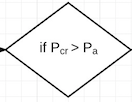 if Pcr > Pa